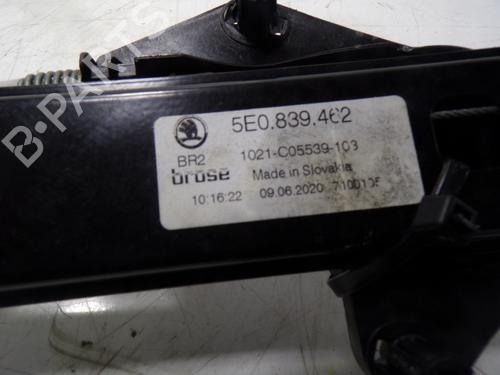 5E0.839.462
BR2
1021-C05539-103
brose
Made in Slovakia
10:16:22
09.06.2020
B-PARTS